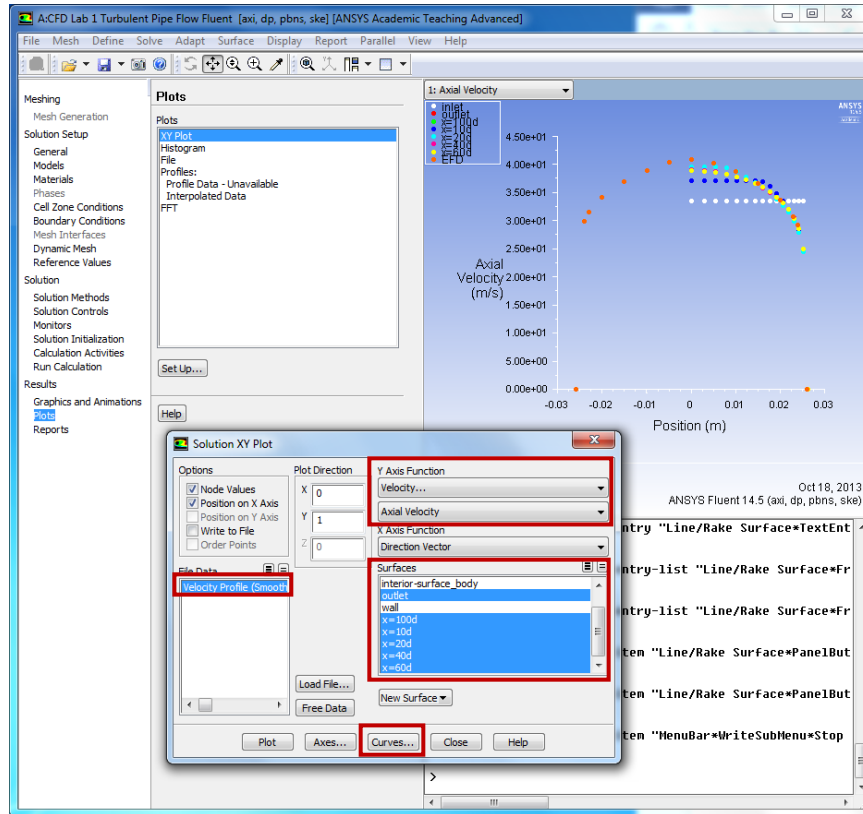 A:CFD Lab 1 Turbulent Pipe Flow Fluent [axi, dp, pbns, ske] [ANSYS Academic Teaching Advanced]
File Mesh Define Solve Adapt Surface Display Report Parallel View Help
Meshing
Mesh Generation
Solution Setup
General
Models
Materials
Phases
Cell Zone Conditions
Boundary Conditions
Mesh Interfaces
Dynamic Mesh
Reference Values
Solution
Solution Methods
Solution Controls
Monitors
Solution Initialization
Calculation Activities
Run Calculation
Results
Graphics and Animations
Plots
Reports
Plots
Plots
XY Plot
Histogram
File
Profiles:
Profile Data - Unavailable
Interpolated Data
FFT
Set Up...
Help
1: Axial Velocity
inlet
outlet
x=100d
x=10d
x=20d
x=40d
x=60d
EFD
ANSYS
4.50e+01
4.00e+01
3.50e+01
3.00e+01
2.50e+01
2.00e+01
1.50e+01
1.00e+01
5.00e+00
0.00e+00
Axial
Velocity
(m/s)
-0.03 -0.02 -0.01 0 0.01 0.02 0.03
Position (m)
Oct 18, 2013
ANSYS Fluent 14.5 (axi, dp, pbns, ske)
Solution XY Plot
Options
Node Values
Position on X Axis
Position on Y Axis
Write to File
Order Points
Plot Direction
X 0
Y 1
Z 0
Y Axis Function
Velocity...
Axial Velocity
X Axis Function
Direction Vector
File Data
Velocity Profile (Smooth
Surfaces
interior-surface_body
outlet
wall
x=100d
x=10d
x=20d
x=40d
x=60d
Load File...
Free Data
New Surface
Plot Axes... Curves... Close Help
ntry "Line/Rake Surface*TextEnt
ntry-list "Line/Rake Surface*Fr
ntry-list "Line/Rake Surface*Fr
tem "Line/Rake Surface*PanelBut
tem "Line/Rake Surface*PanelBut
tem "MenuBar*WriteSubMenu*Stop
>